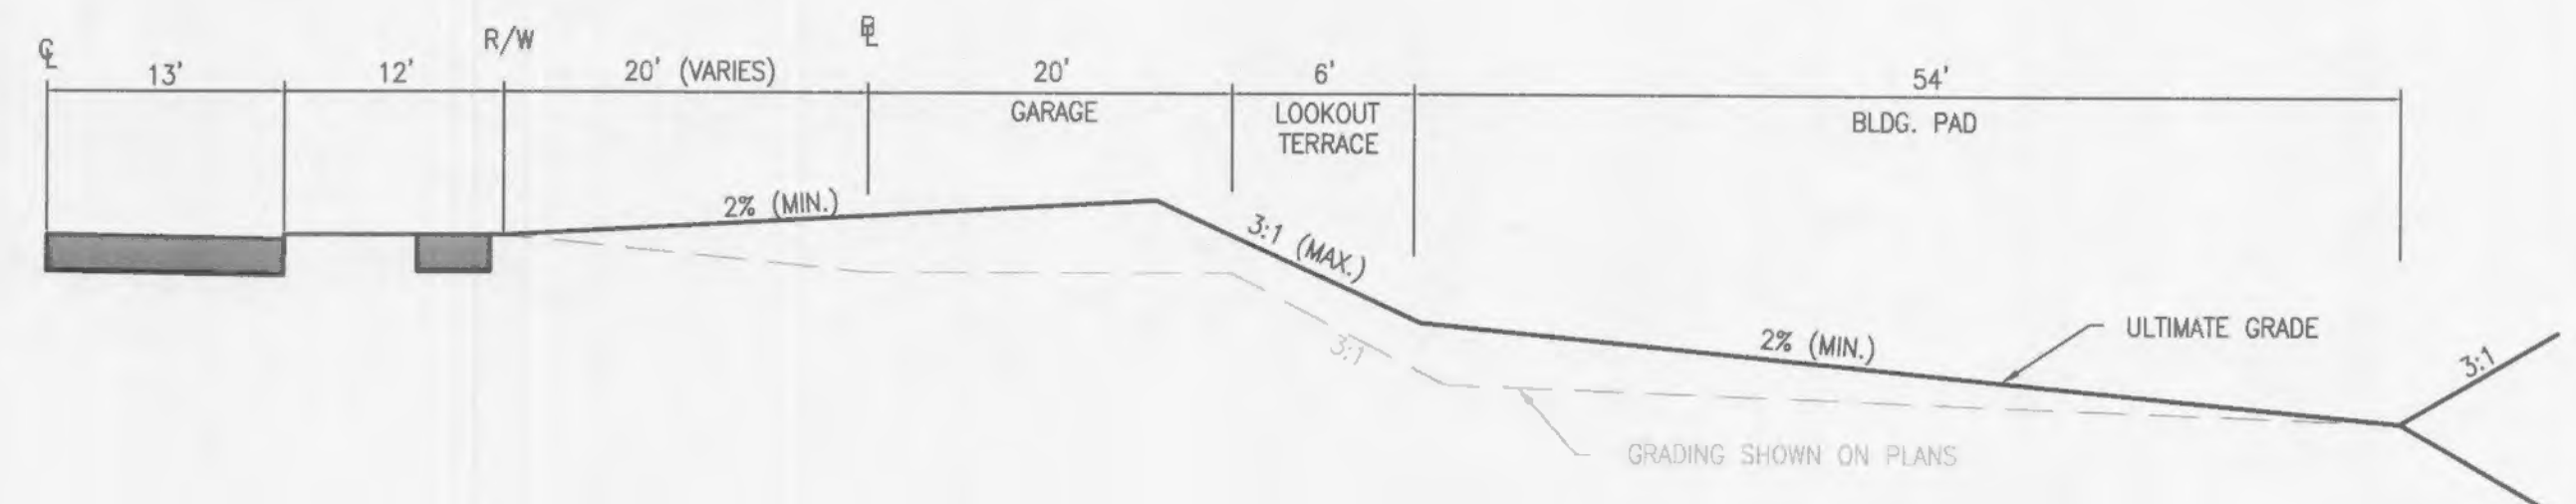 ℄
R/W
⅊
13'
12'
20' (VARIES)
20'
6'
54'
GARAGE
LOOKOUT
TERRACE
BLDG. PAD
2% (MIN.)
3:1 (MAX.)
3:1
2% (MIN.)
ULTIMATE GRADE
3:1
GRADING SHOWN ON PLANS